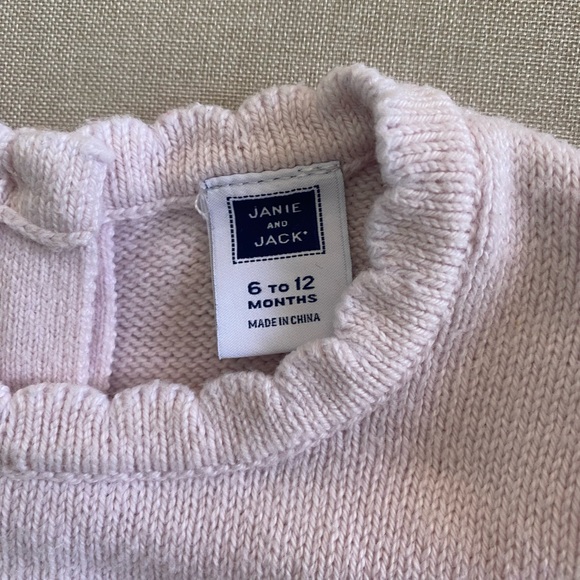 JANIE
AND
JACK®
6 TO 12
MONTHS
MADE IN CHINA